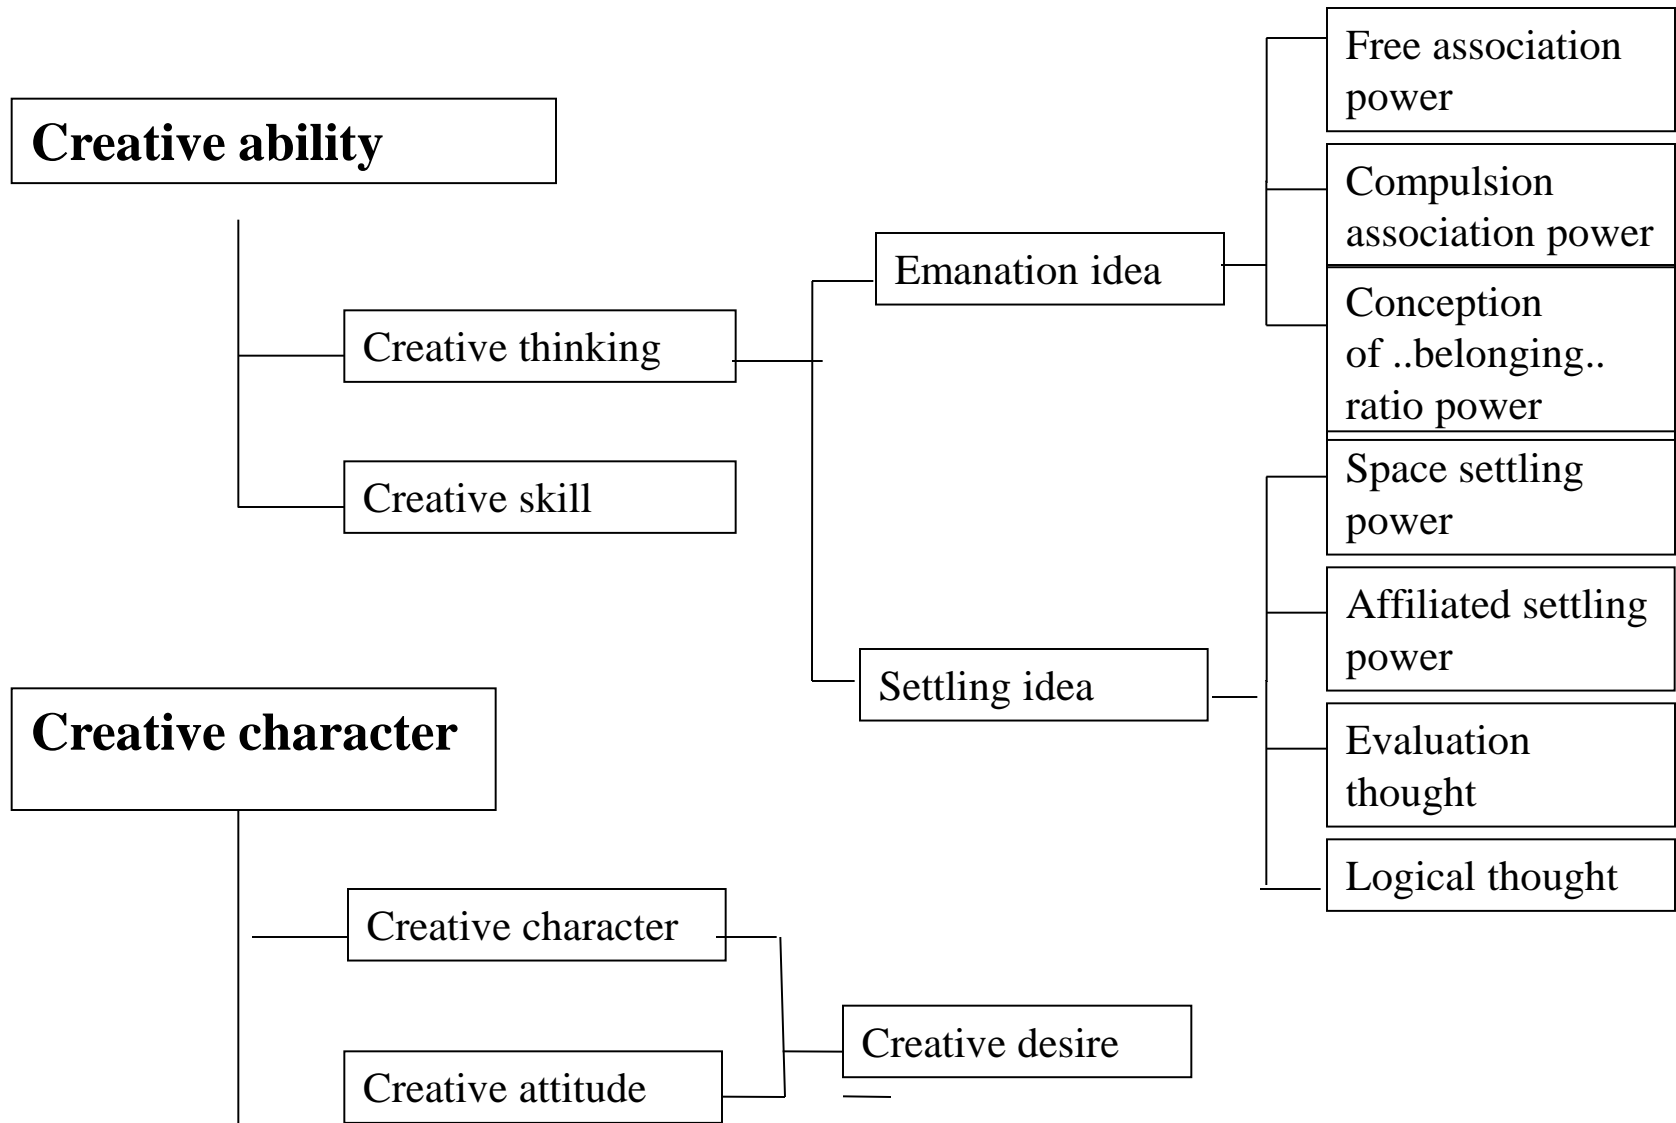 Creative ability
Creative thinking
Creative skill
Emanation idea
Free association
power
Compulsion
association power
Conception
of ..belonging..
ratio power
Settling idea
Space settling
power
Affiliated settling
power
Evaluation
thought
Logical thought
Creative character
Creative character
Creative attitude
Creative desire